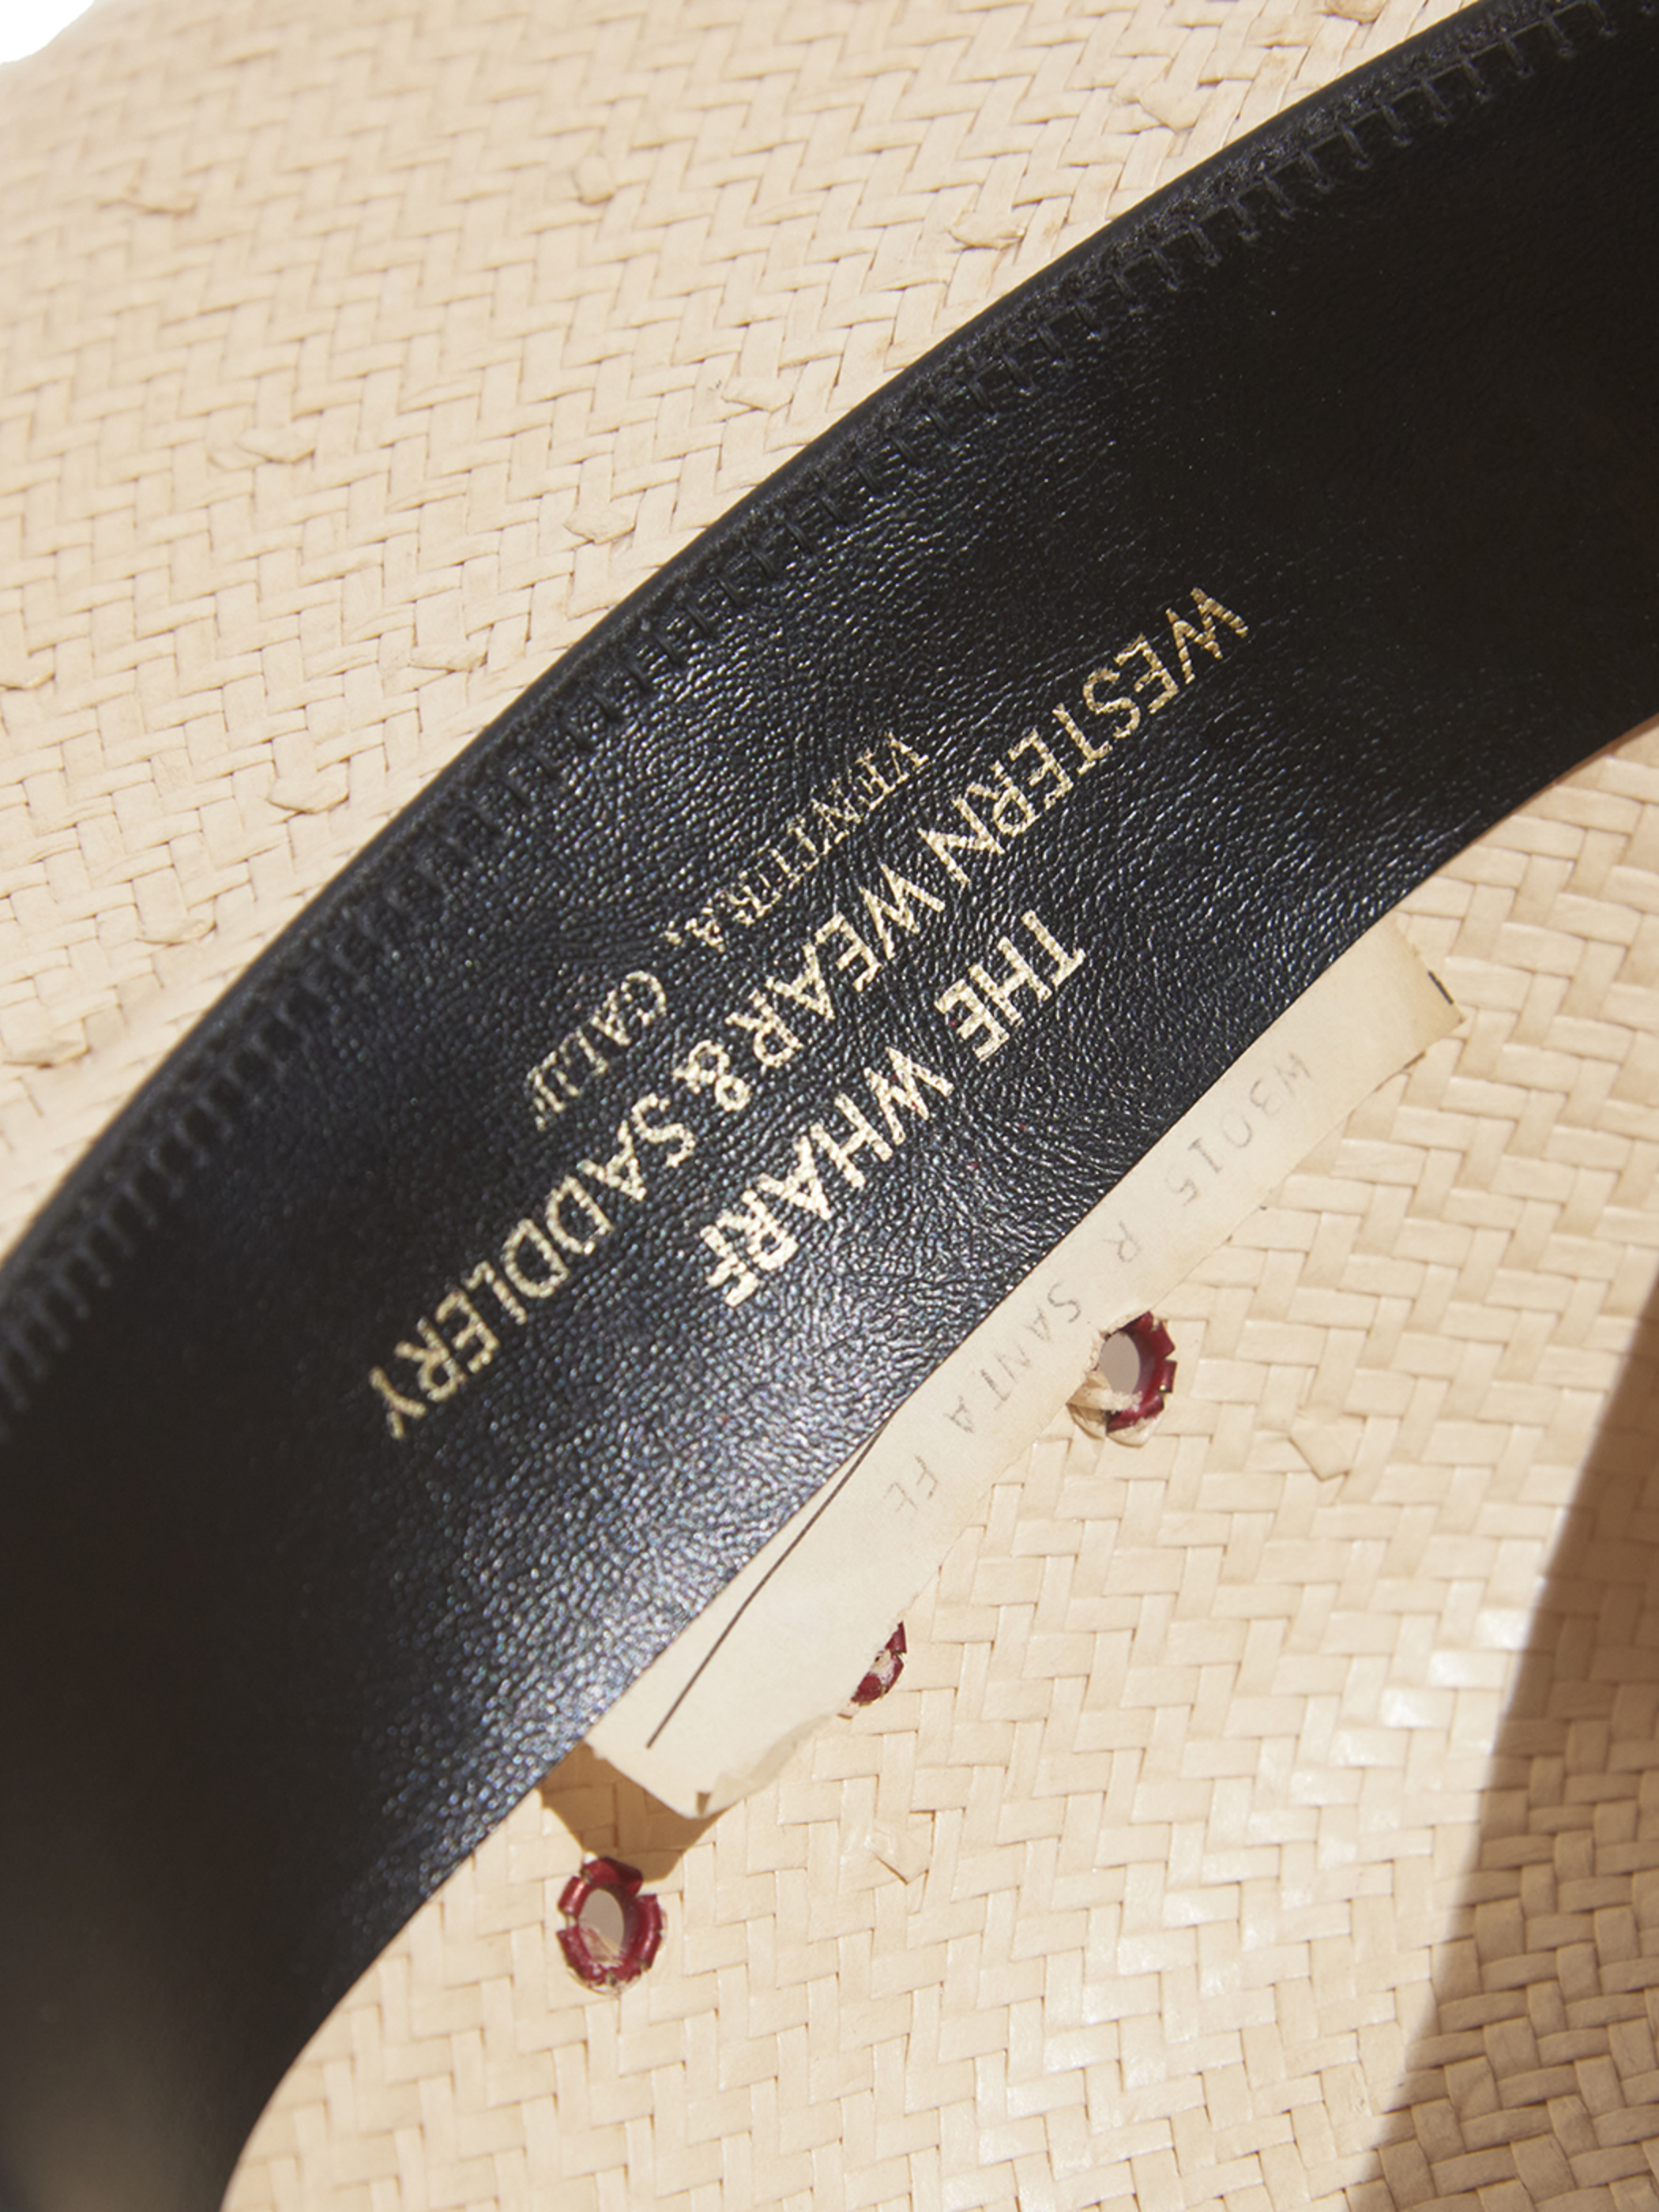 THE WHARF
WESTERN WEAR & SADDLERY
VENTURA, CALIF
W3015 R SANTA FE